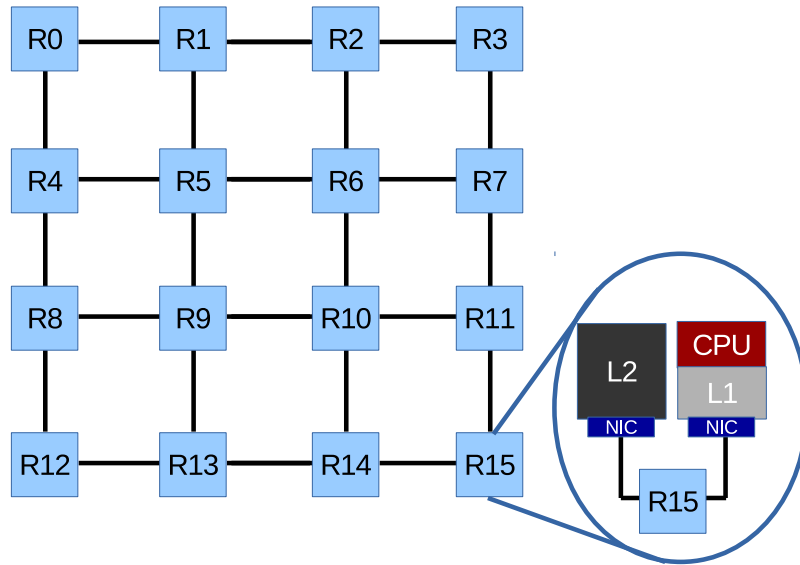 R0 R1 R2 R3
R4 R5 R6 R7
R8 R9 R10 R11
CPU
L2 L1
NIC NIC
R12 R13 R14 R15
R15